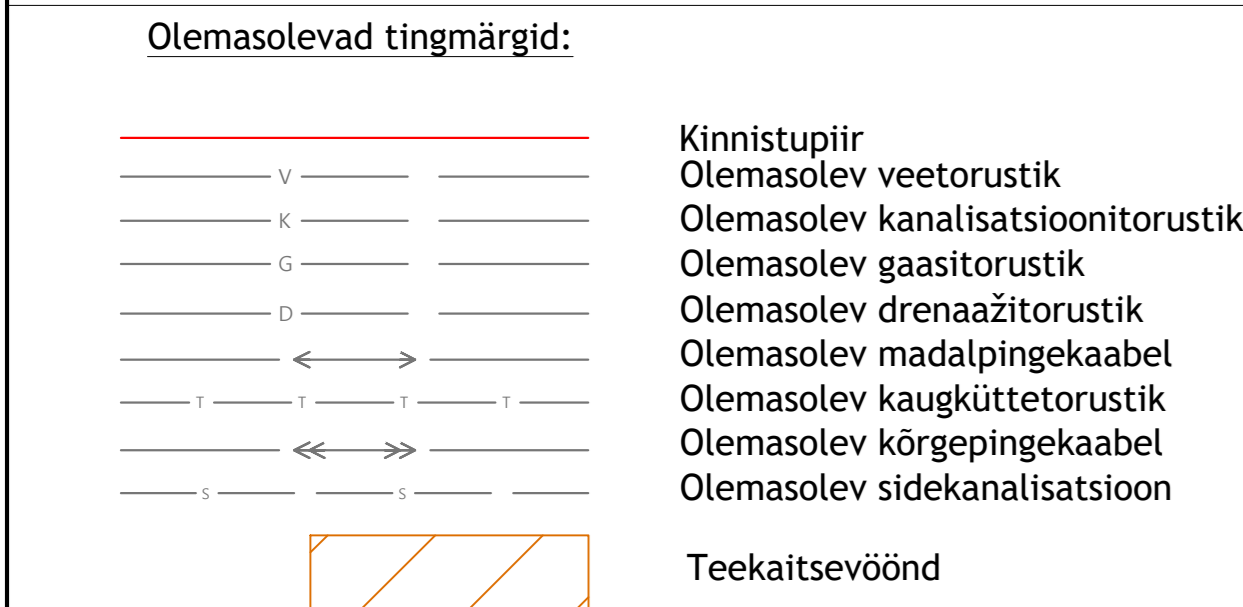 Olemasolevad tingmärgid:
Kinnistupiir
V Olemasolev veetorustik
K Olemasolev kanalisatsioonitorustik
G Olemasolev gaasitorustik
D Olemasolev drenaažitorustik
Olemasolev madalpingekaabel
T T T T Olemasolev kaugküttetorustik
Olemasolev kõrgepingekaabel
S S Olemasolev sidekanalisatsioon
Teekaitsevöönd